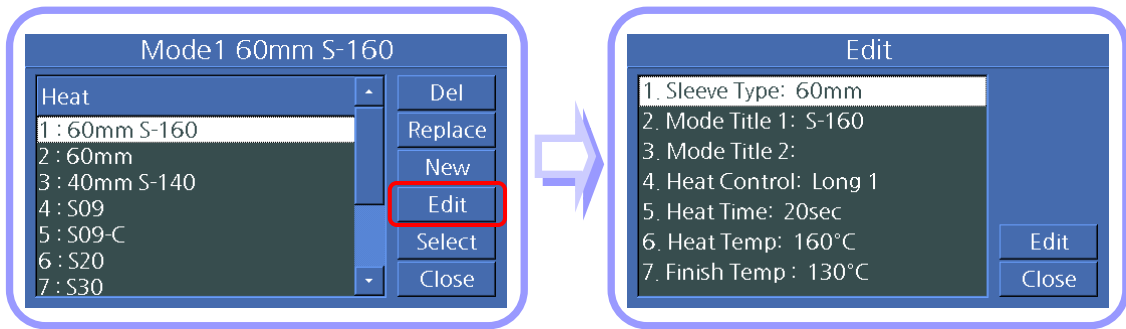 Mode1 60mm S-160
Heat
1 : 60mm S-160
2 : 60mm
3 : 40mm S-140
4 : S09
5 : S09-C
6 : S20
7 : S30
Del
Replace
New
Edit
Select
Close
Edit
1. Sleeve Type: 60mm
2. Mode Title 1: S-160
3. Mode Title 2:
4. Heat Control: Long 1
5. Heat Time: 20sec
6. Heat Temp: 160°C
7. Finish Temp : 130°C
Edit
Close